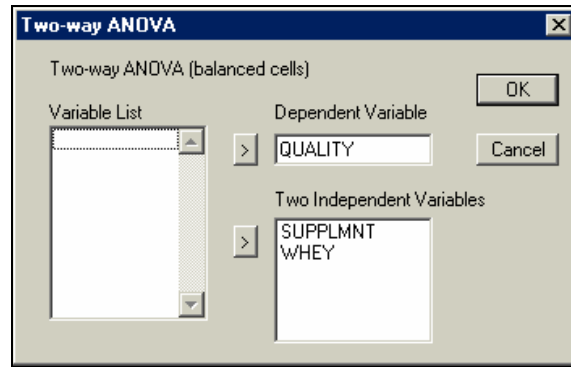 Two-way ANOVA
Two-way ANOVA (balanced cells)
OK
Variable List
Dependent Variable
>
QUALITY
Cancel
Two Independent Variables
>
SUPPLMNT
WHEY